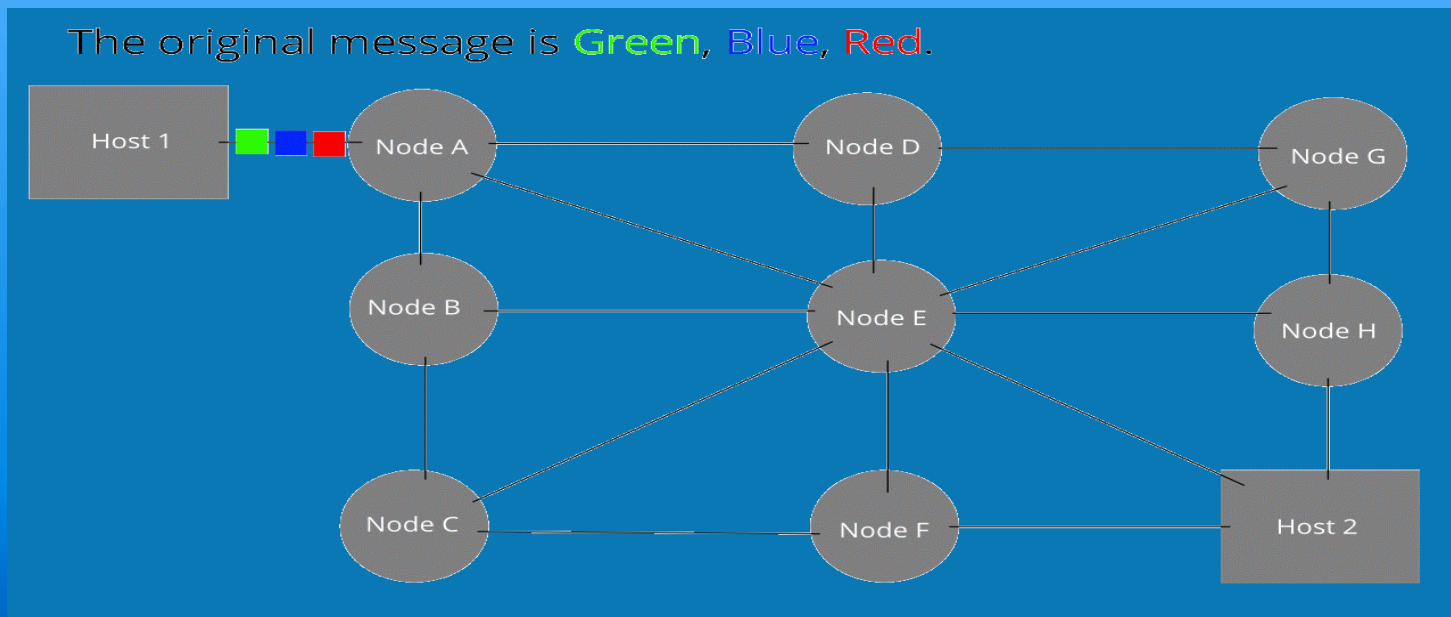 The original message is Green, Blue, Red.
Host 1
Node A
Node D
Node G
Node B
Node E
Node H
Node C
Node F
Host 2